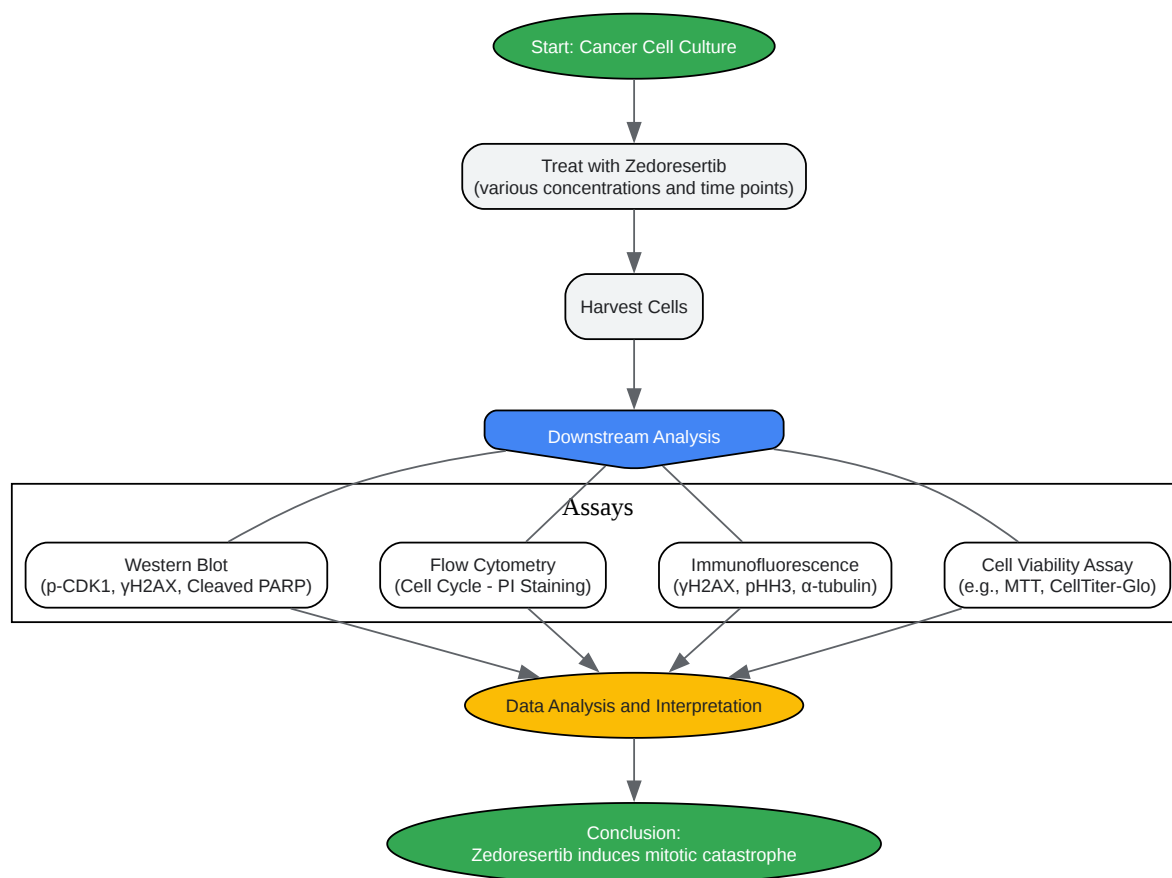 Start: Cancer Cell Culture
Treat with Zedoresertib
(various concentrations and time points)
Harvest Cells
Downstream Analysis
Assays
Western Blot
(p-CDK1, γH2AX, Cleaved PARP)
Flow Cytometry
(Cell Cycle - PI Staining)
Immunofluorescence
(γH2AX, pHH3, α-tubulin)
Cell Viability Assay
(e.g., MTT, CellTiter-Glo)
Data Analysis and Interpretation
Conclusion:
Zedoresertib induces mitotic catastrophe